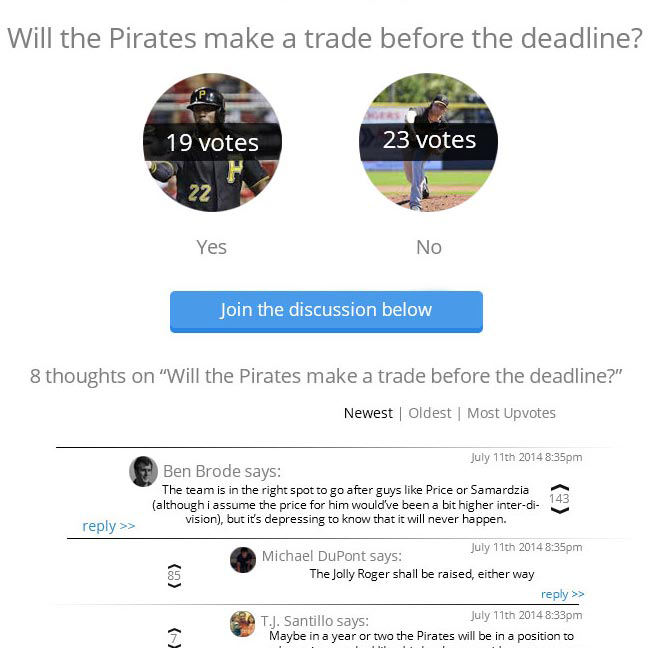 Will the Pirates make a trade before the deadline?
P
19 votes
22
23 votes
Yes
No
Join the discussion below
8 thoughts on “Will the Pirates make a trade before the deadline?”
Newest | Oldest | Most Upvotes
July 11th 2014 8:35pm
Ben Brode says:
The team is in the right spot to go after guys like Price or Samardzia
(although i assume the price for him would’ve been a bit higher inter-di-
vision), but it’s depressing to know that it will never happen.
143
reply >>
July 11th 2014 8:35pm
Michael DuPont says:
The Jolly Roger shall be raised, either way
85
reply >>
July 11th 2014 8:33pm
T.J. Santillo says:
Maybe in a year or two the Pirates will be in a position to
7